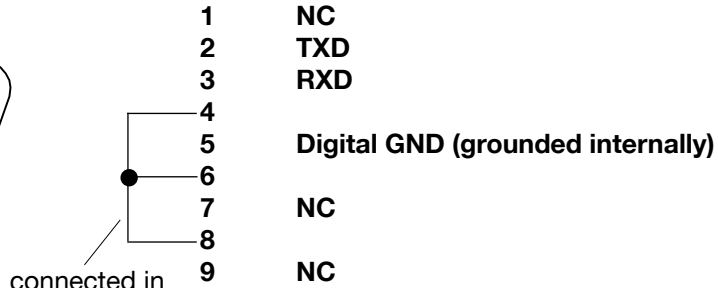 1 NC
2 TXD
3 RXD
4
5 Digital GND (grounded internally)
6
7 NC
8
9 NC
connected in